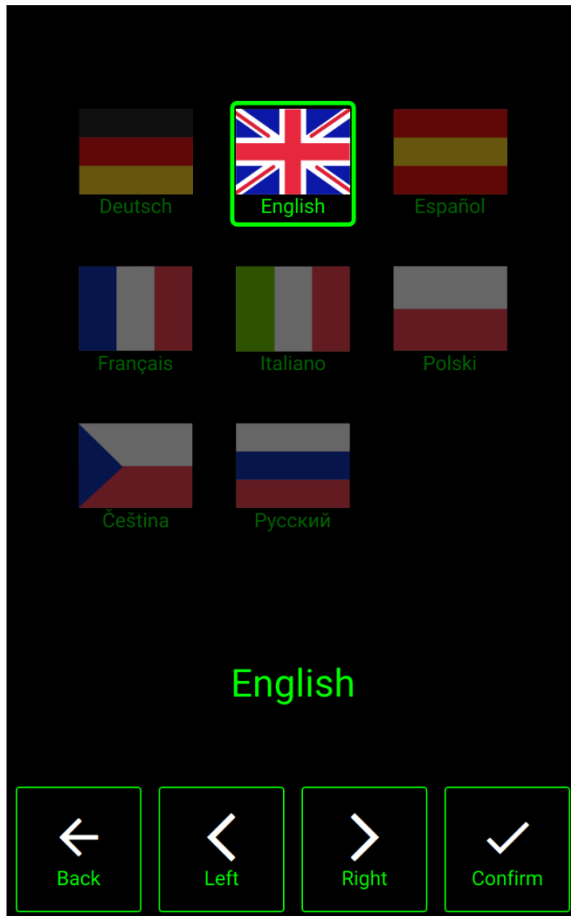 Deutsch English Español
Français Italiano Polski
Čeština Русский
English
Back Left Right Confirm